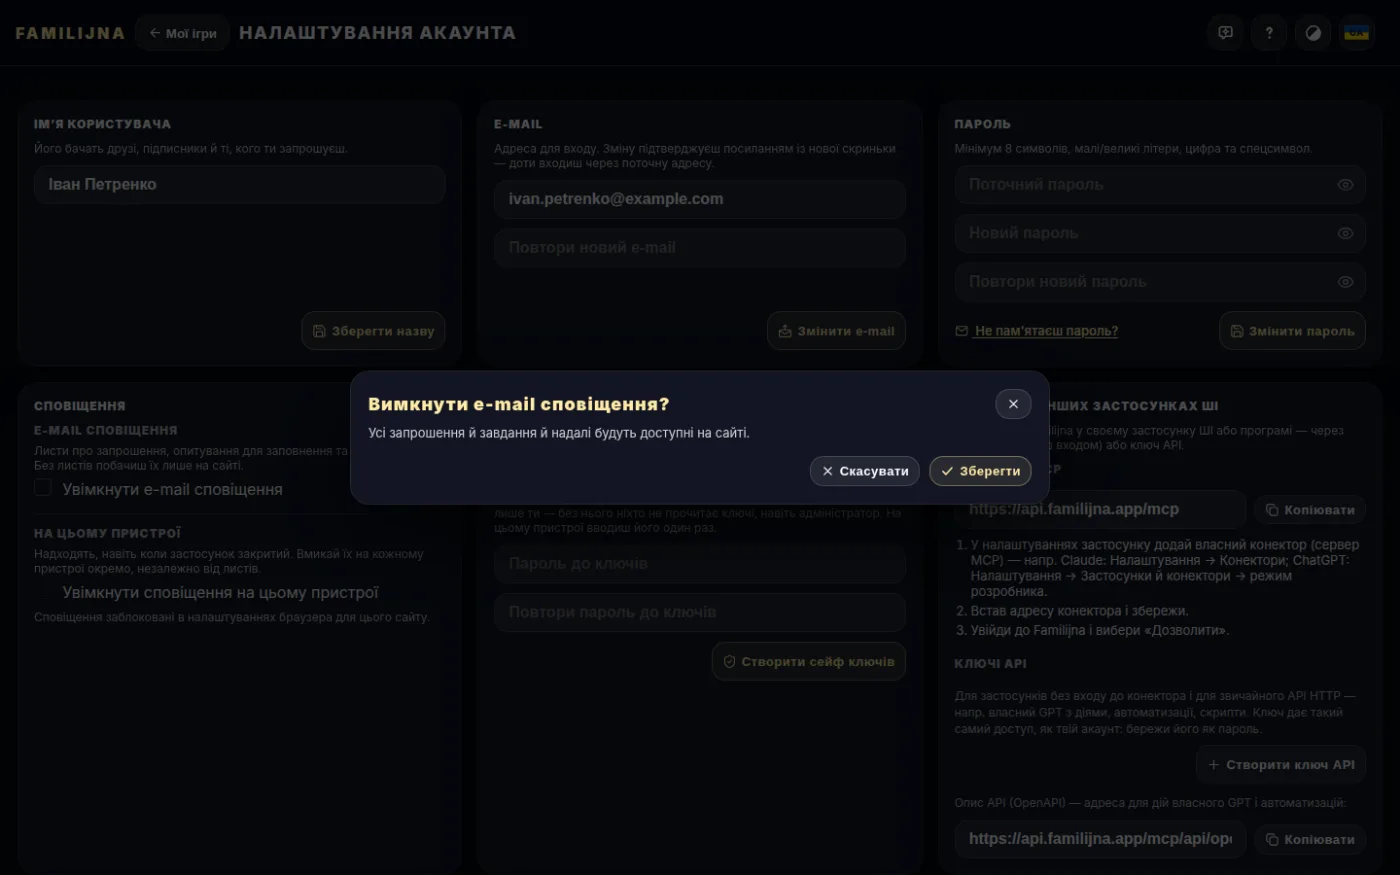 FAMILIJNA
← Мої ігри
НАЛАШТУВАННЯ АКАУНТА
?
ІМ’Я КОРИСТУВАЧА
Його бачать друзі, підписники й ті, кого ти запрошуєш.
Іван Петренко
Зберегти назву
E-MAIL
Адреса для входу. Зміну підтверджуєш посиланням із нової скриньки
— доти входиш через поточну адресу.
ivan.petrenko@example.com
Повтори новий e-mail
Змінити e-mail
ПАРОЛЬ
Мінімум 8 символів, малі/великі літери, цифра та спецсимвол.
Поточний пароль
Новий пароль
Повтори новий пароль
Не пам’ятаєш пароль?
Змінити пароль
Вимкнути e-mail сповіщення?
Усі запрошення й завдання й надалі будуть доступні на сайті.
Скасувати
Зберегти
СПОВІЩЕННЯ
E-MAIL СПОВІЩЕННЯ
Листи про запрошення, опитування для заповнення та
Без листів побачиш їх лише на сайті.
Увімкнути e-mail сповіщення
НА ЦЬОМУ ПРИСТРОЇ
Надходять, навіть коли застосунок закритий. Вмикай їх на кожному
пристрої окремо, незалежно від листів.
Увімкнути сповіщення на цьому пристрої
Сповіщення заблоковані в налаштуваннях браузера для цього сайту.
лише ти — без нього ніхто не прочитає ключі, навіть адміністратор. На
цьому пристрої вводиш його один раз.
Пароль до ключів
Повтори пароль до ключів
Створити сейф ключів
НШИХ ЗАСТОСУНКАХ ШІ
lijna у своєму застосунку ШІ або програмі — через
входом) або ключ API.
CP
https://api.familijna.app/mcp
Копіювати
1. У налаштуваннях застосунку додай власний конектор (сервер
MCP) — напр. Claude: Налаштування → Конектори; ChatGPT:
Налаштування → Застосунки й конектори → режим
розробника.
2. Встав адресу конектора і збережи.
3. Увійди до Familijna і вибери «Дозволити».
КЛЮЧІ API
Для застосунків без входу до конектора і для звичайного API HTTP —
напр. власний GPT з діями, автоматизації, скрипти. Ключ дає такий
самий доступ, як твій акаунт: бережи його як пароль.
+ Створити ключ API
Опис API (OpenAPI) — адреса для дій власного GPT і автоматизацій:
https://api.familijna.app/mcp/api/op
Копіювати